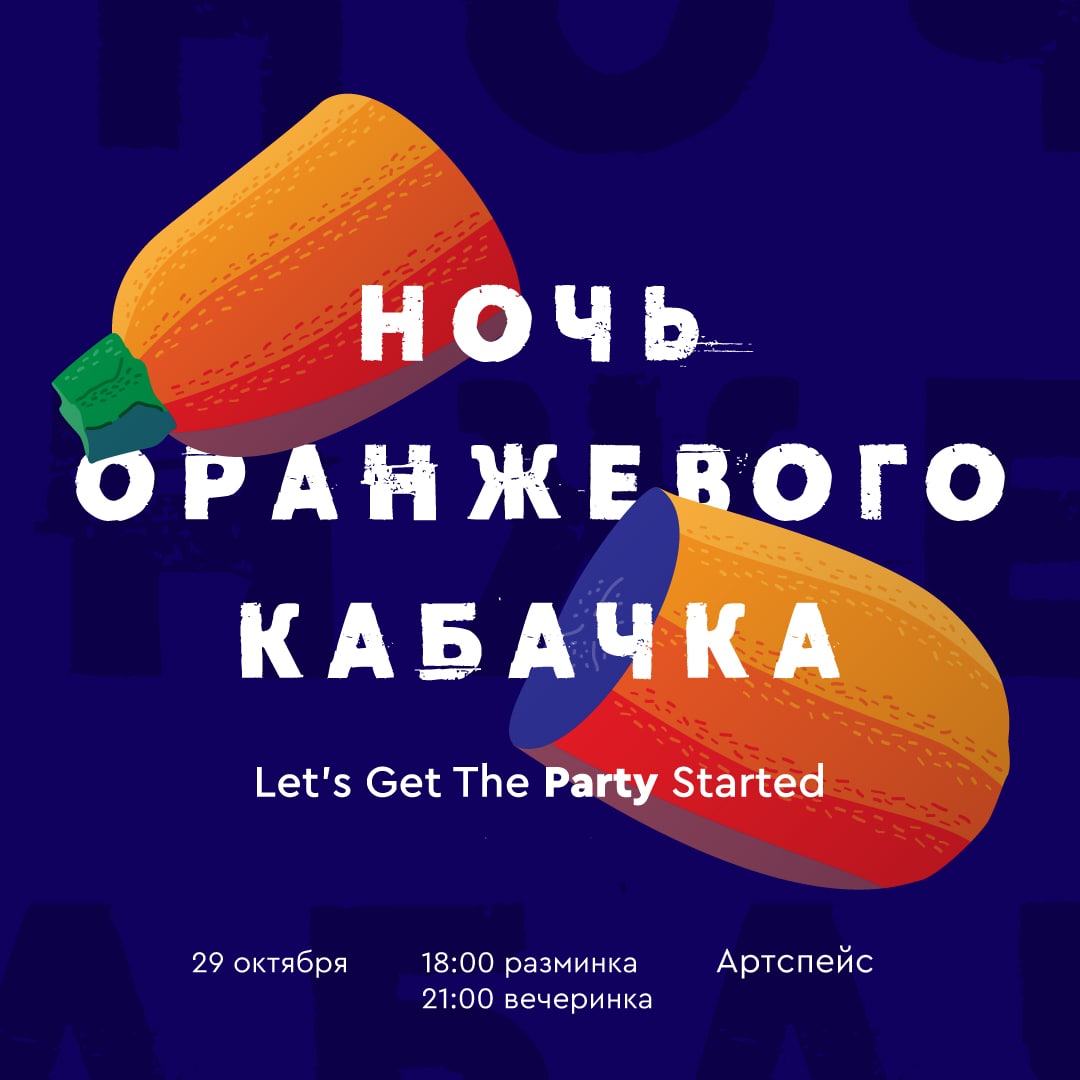 НОЧЬ
ОРАНЖЕВОГО
КАБАЧКА
Let's Get The Party Started
29 октября
18:00 разминка
21:00 вечеринка
Артспейс